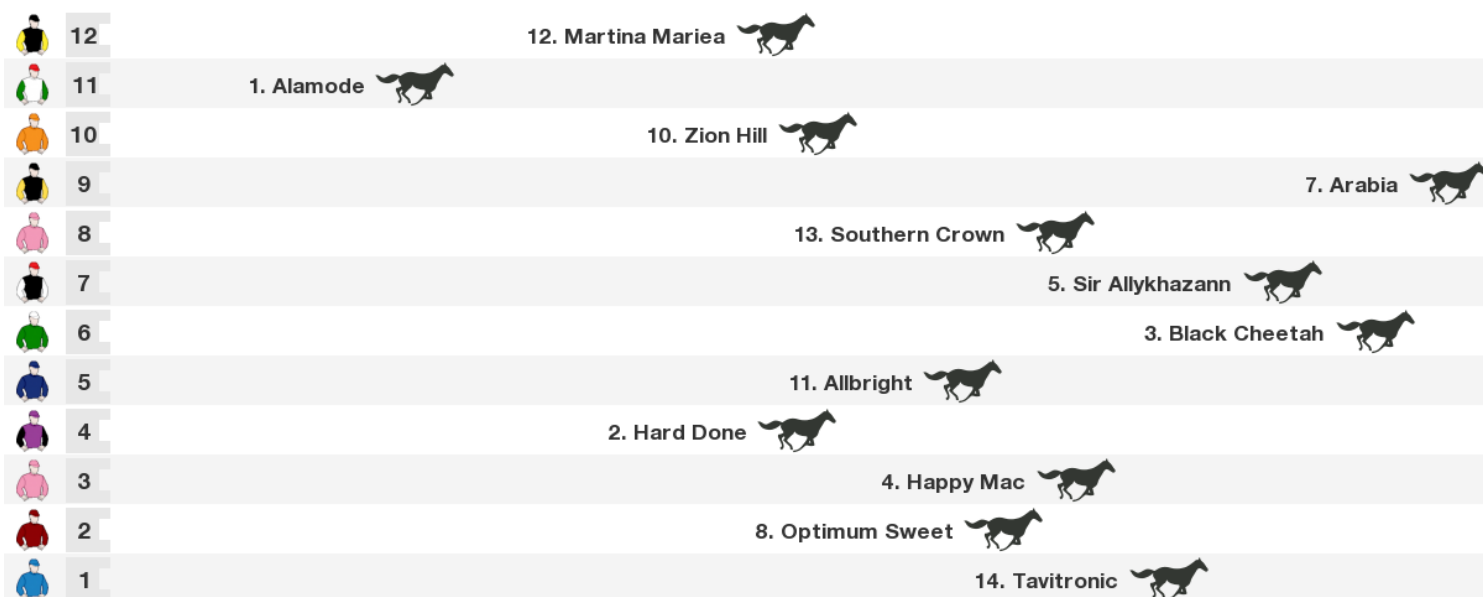 12 12. Martina Mariea
11 1. Alamode
10 10. Zion Hill
9 7. Arabia
8 13. Southern Crown
7 5. Sir Allykhazann
6 3. Black Cheetah
5 11. Allbright
4 2. Hard Done
3 4. Happy Mac
2 8. Optimum Sweet
1 14. Tavitronic